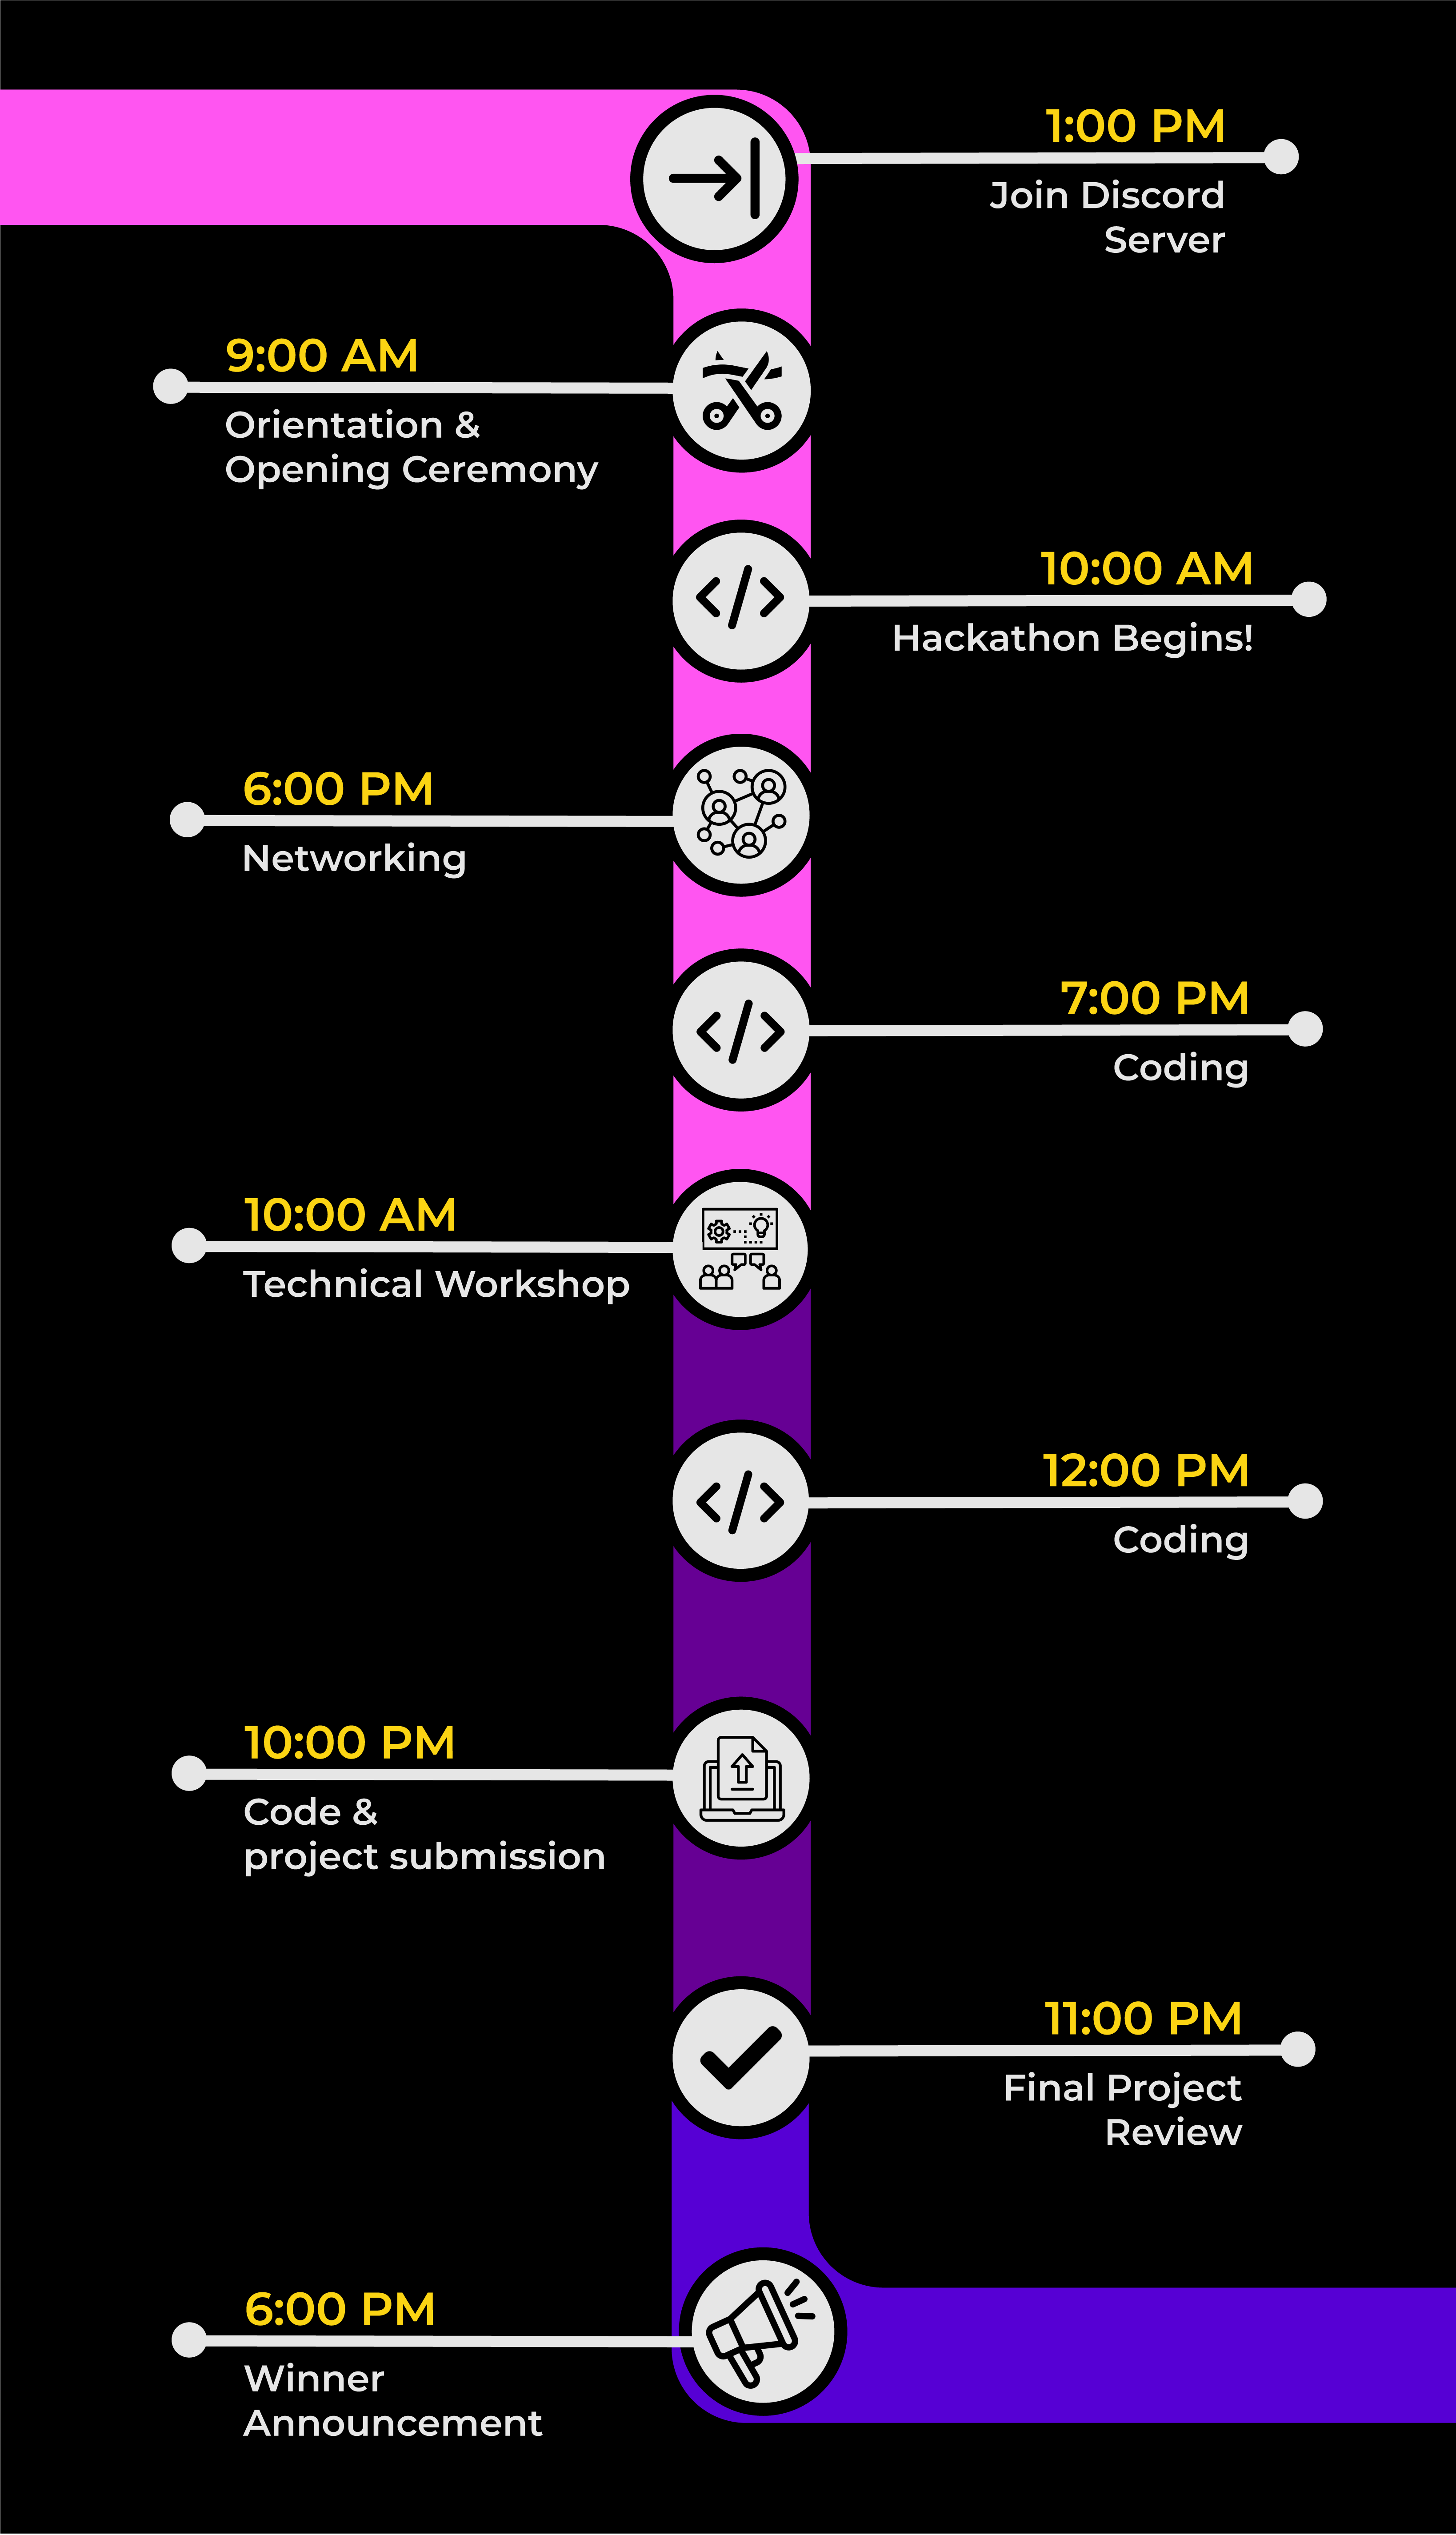 1:00 PM
Join Discord
Server
9:00 AM
Orientation &
Opening Ceremony
10:00 AM
Hackathon Begins!
6:00 PM
Networking
7:00 PM
Coding
10:00 AM
Technical Workshop
12:00 PM
Coding
10:00 PM
Code &
project submission
11:00 PM
Final Project
Review
6:00 PM
Winner
Announcement